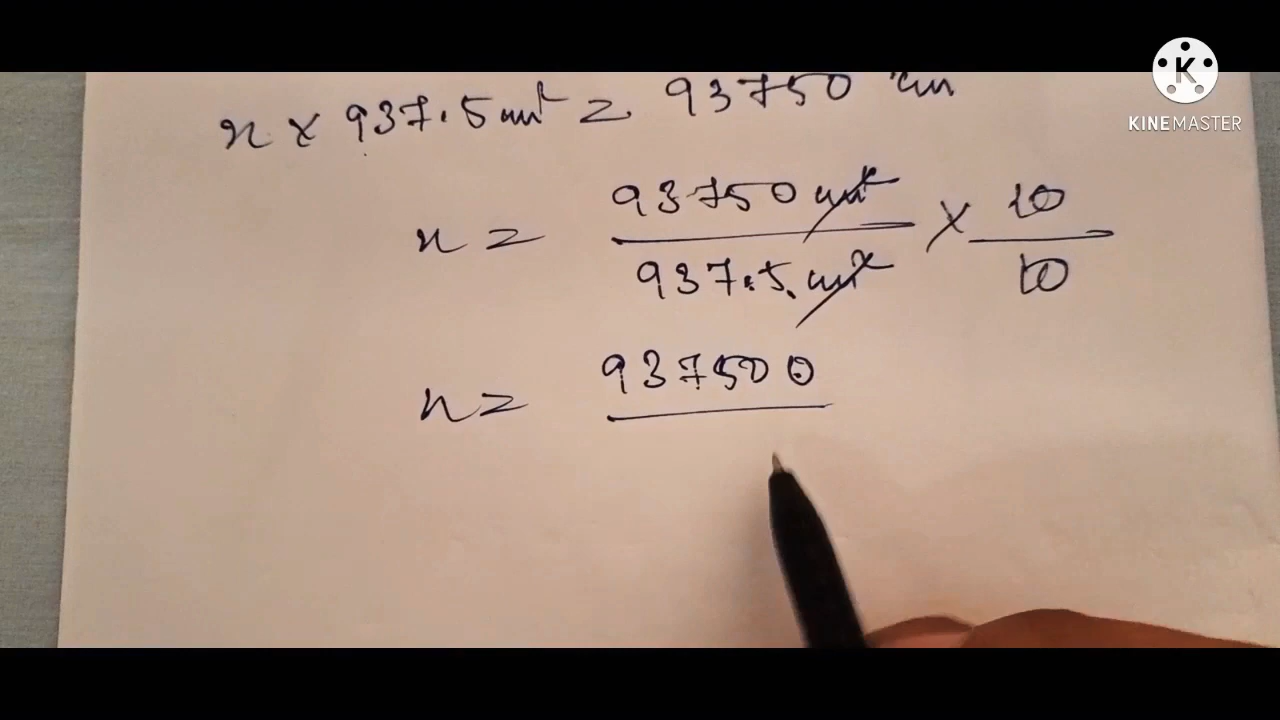 n × 937.5 cm² = 93750 cm
n = 93750 cm² / 937.5 cm² × 10 / 10
n = 937500
K
KINEMASTER